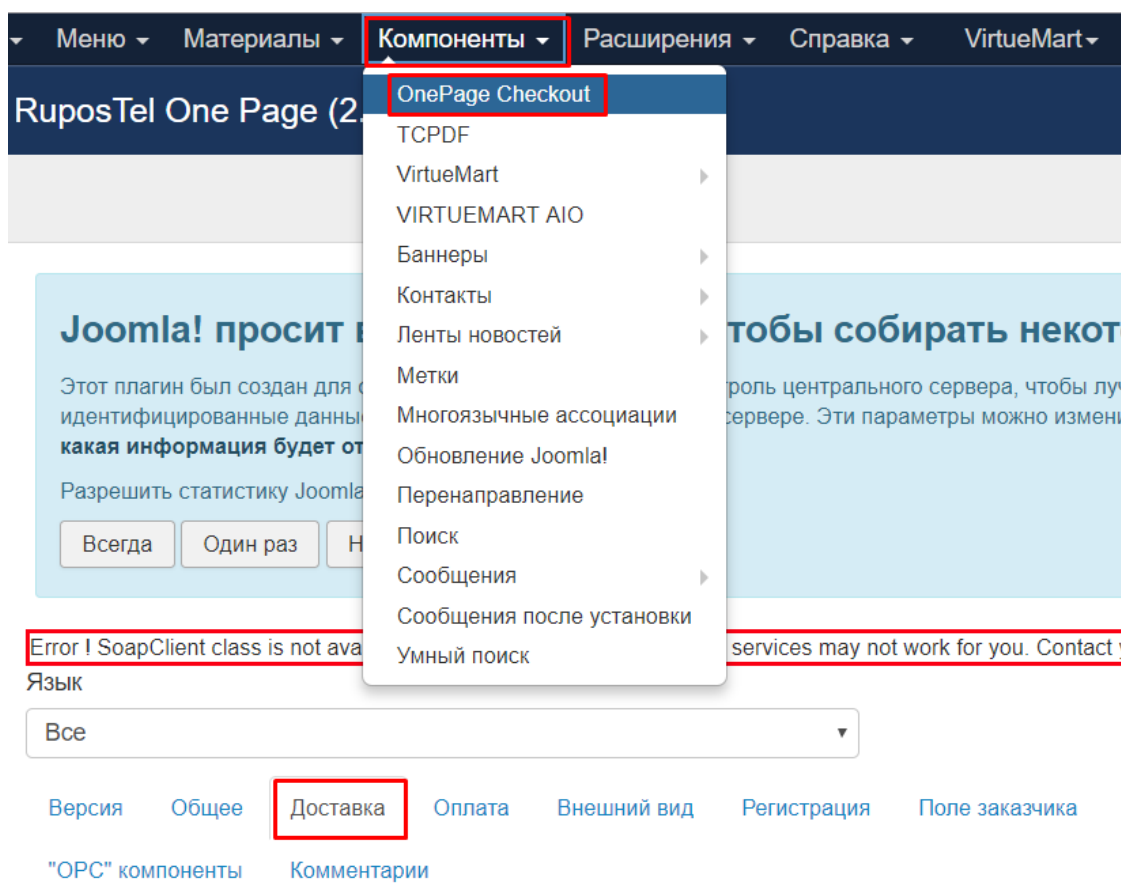 Меню Материалы Компоненты Расширения Справка VirtueMart
RuposTel One Page (2.
OnePage Checkout
TCPDF
VirtueMart
VIRTUEMART AIO
Баннеры
Контакты
Ленты новостей
Метки
Многоязычные ассоциации
Обновление Joomla!
Перенаправление
Поиск
Сообщения
Сообщения после установки
Умный поиск
Joomla! просит тобы собирать некот
Этот плагин был создан для троль центрального сервера, чтобы лу
идентифицированные данны сервере. Эти параметры можно измен
какая информация будет от
Разрешить статистику Joomla
Всегда Один раз Н
Error ! SoapClient class is not ava services may not work for you. Contact
Язык
Все
Версия Общее Доставка Оплата Внешний вид Регистрация Поле заказчика
"OPC" компоненты Комментарии